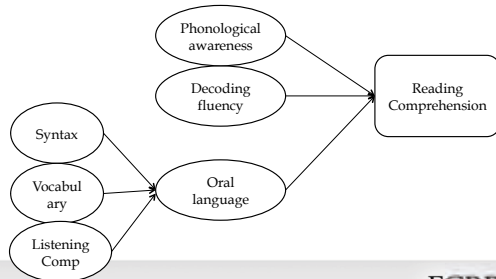 Phonological
awareness
Decoding
fluency
Reading
Comprehension
Syntax
Vocabul
ary
Listening
Comp
Oral
language